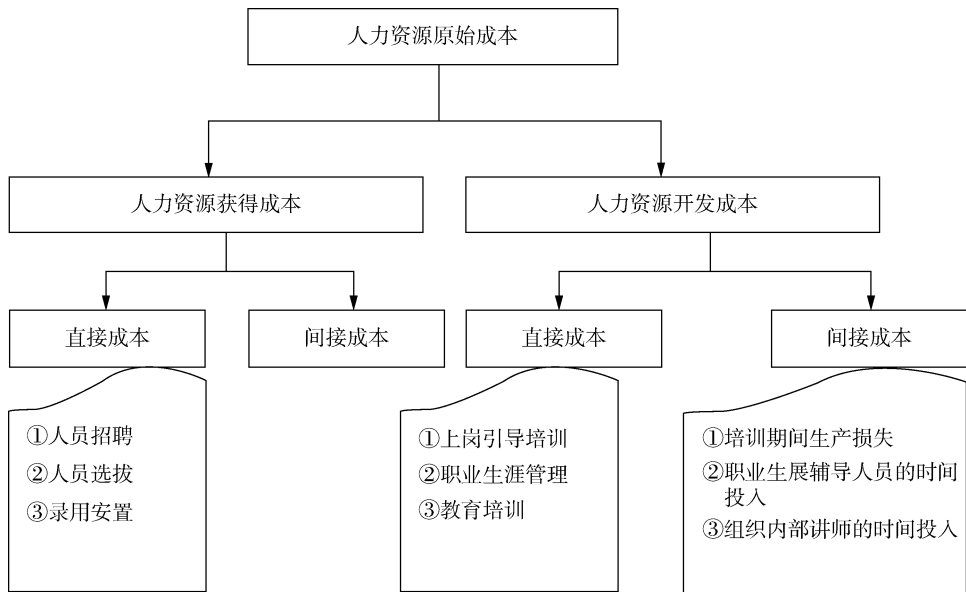 人力资源原始成本
人力资源获得成本
人力资源开发成本
直接成本
间接成本
直接成本
间接成本
①人员招聘
②人员选拔
③录用安置
①上岗引导培训
②职业生涯管理
③教育培训
①培训期间生产损失
②职业生展辅导人员的时间
投入
③组织内部讲师的时间投入